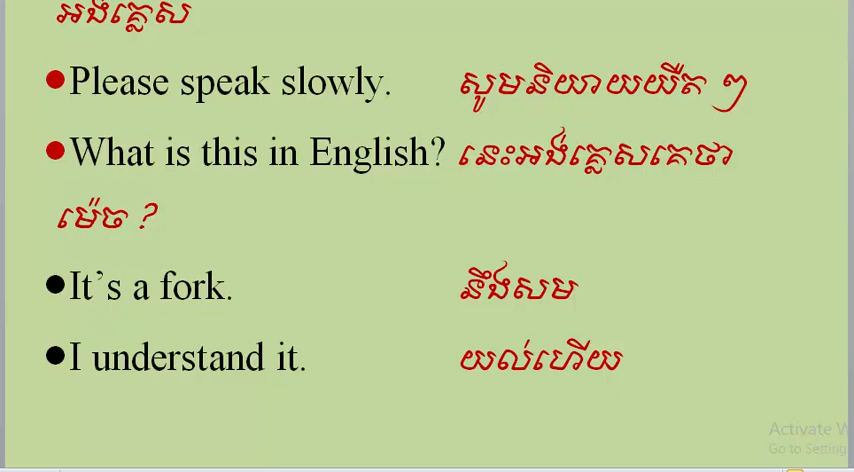 អង់គ្លេស
●Please speak slowly. សូមនិយាយយឺត ៗ
●What is this in English? នេះអង់គ្លេសគេថា
ម៉េច ?
●It’s a fork. នឹងសម
●I understand it. យល់ហើយ
Activate W
Go to Setting